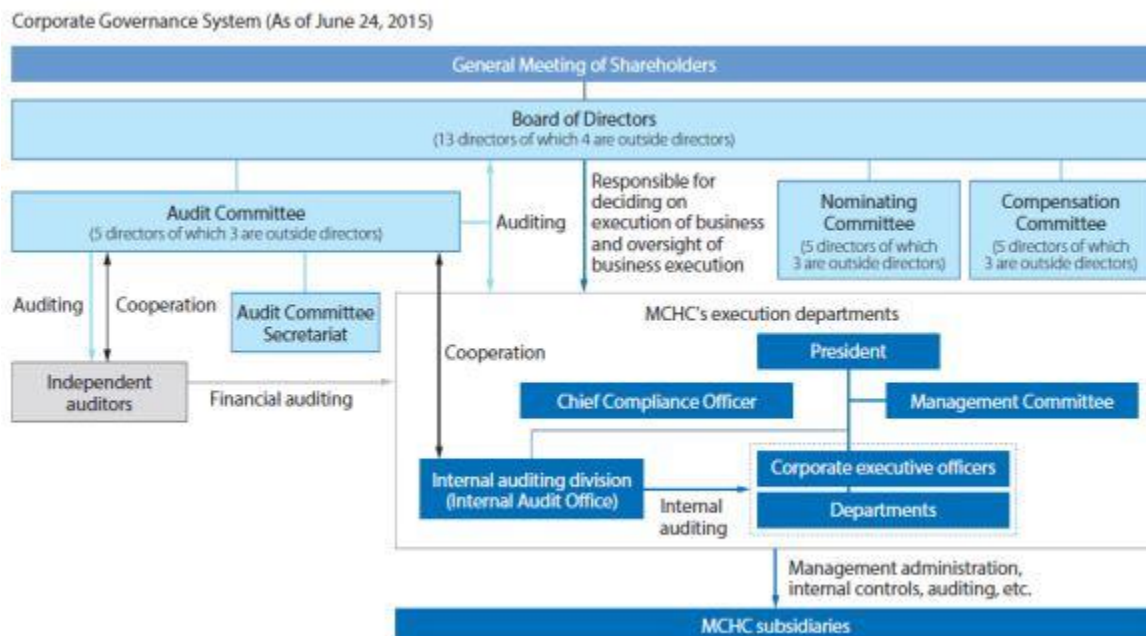 Corporate Governance System (As of June 24, 2015)
General Meeting of Shareholders
Board of Directors
(13 directors of which 4 are outside directors)
Audit Committee
(5 directors of which 3 are outside directors)
Auditing
Responsible for
deciding on
execution of business
and oversight of
business execution
Nominating
Committee
(5 directors of which
3 are outside directors)
Compensation
Committee
(5 directors of which
3 are outside directors)
Auditing
Cooperation
Audit Committee
Secretariat
Cooperation
Independent
auditors
Financial auditing
MCHC's execution departments
President
Chief Compliance Officer
Management Committee
Internal auditing division
(Internal Audit Office)
Internal
auditing
Corporate executive officers
Departments
Management administration,
internal controls, auditing, etc.
MCHC subsidiaries